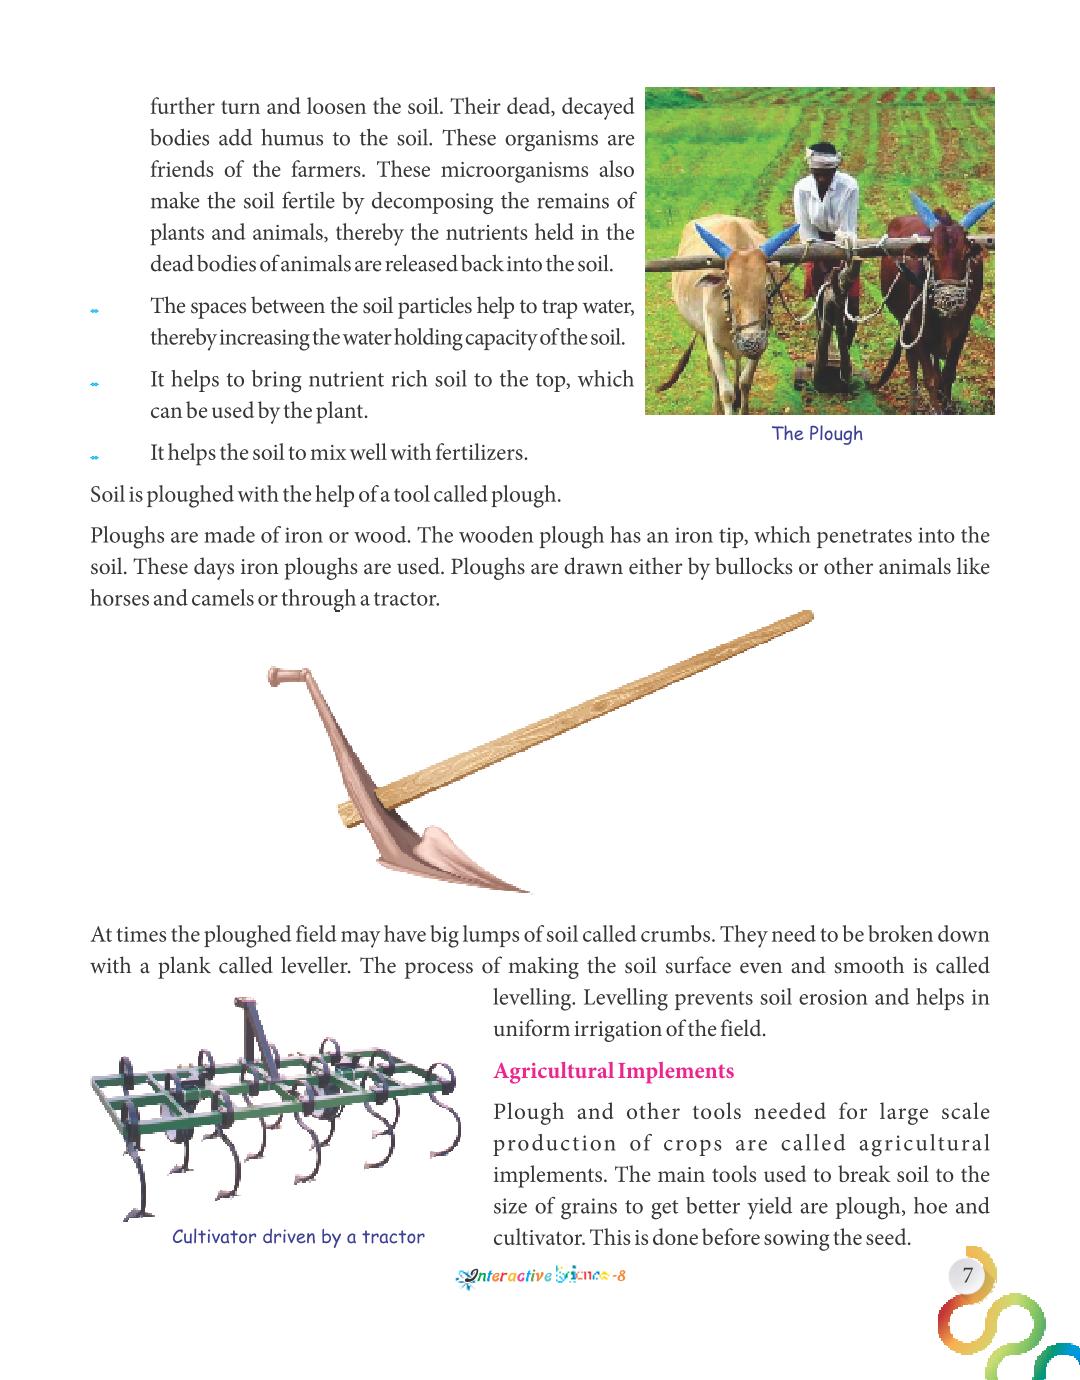 further turn and loosen the soil. Their dead, decayed
bodies add humus to the soil. These organisms are
friends of the farmers. These microorganisms also
make the soil fertile by decomposing the remains of
plants and animals, thereby the nutrients held in the
dead bodies of animals are released back into the soil.
The spaces between the soil particles help to trap water,
thereby increasing the water holding capacity of the soil.
It helps to bring nutrient rich soil to the top, which
can be used by the plant.
It helps the soil to mix well with fertilizers.
The Plough
Soil is ploughed with the help of a tool called plough.
Ploughs are made of iron or wood. The wooden plough has an iron tip, which penetrates into the
soil. These days iron ploughs are used. Ploughs are drawn either by bullocks or other animals like
horses and camels or through a tractor.
At times the ploughed field may have big lumps of soil called crumbs. They need to be broken down
with a plank called leveller. The process of making the soil surface even and smooth is called
levelling. Levelling prevents soil erosion and helps in
uniform irrigation of the field.
Agricultural Implements
Plough and other tools needed for large scale
production of crops are called agricultural
implements. The main tools used to break soil to the
size of grains to get better yield are plough, hoe and
cultivator. This is done before sowing the seed.
Cultivator driven by a tractor
Interactive Science -8
7